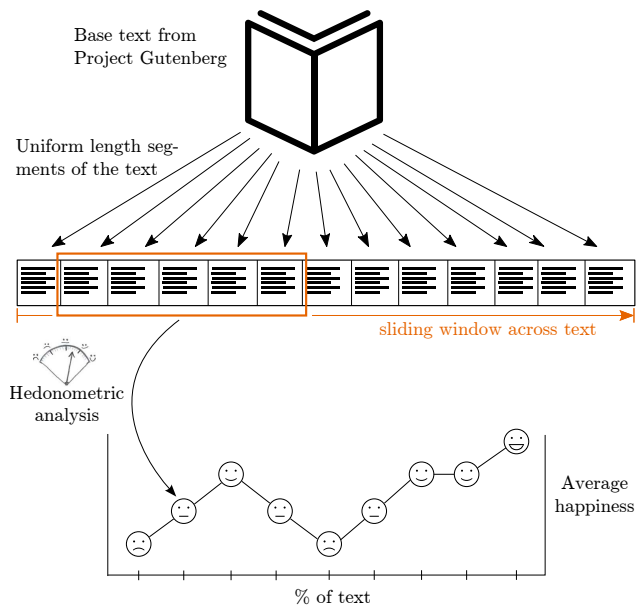 Base text from
Project Gutenberg
Uniform length seg-
ments of the text
sliding window across text
Hedonometric
analysis
Average
happiness
% of text